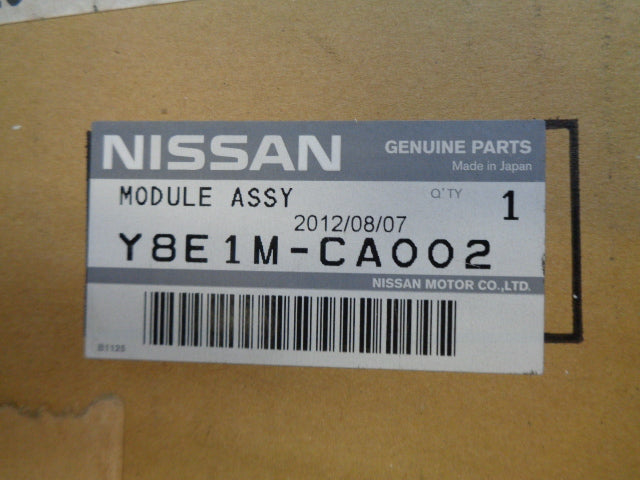 NISSAN
GENUINE PARTS
Made in Japan
MODULE ASSY
Q'TY
1
2012/08/07
Y8E1M-CA002
NISSAN MOTOR CO.,LTD.
B1125